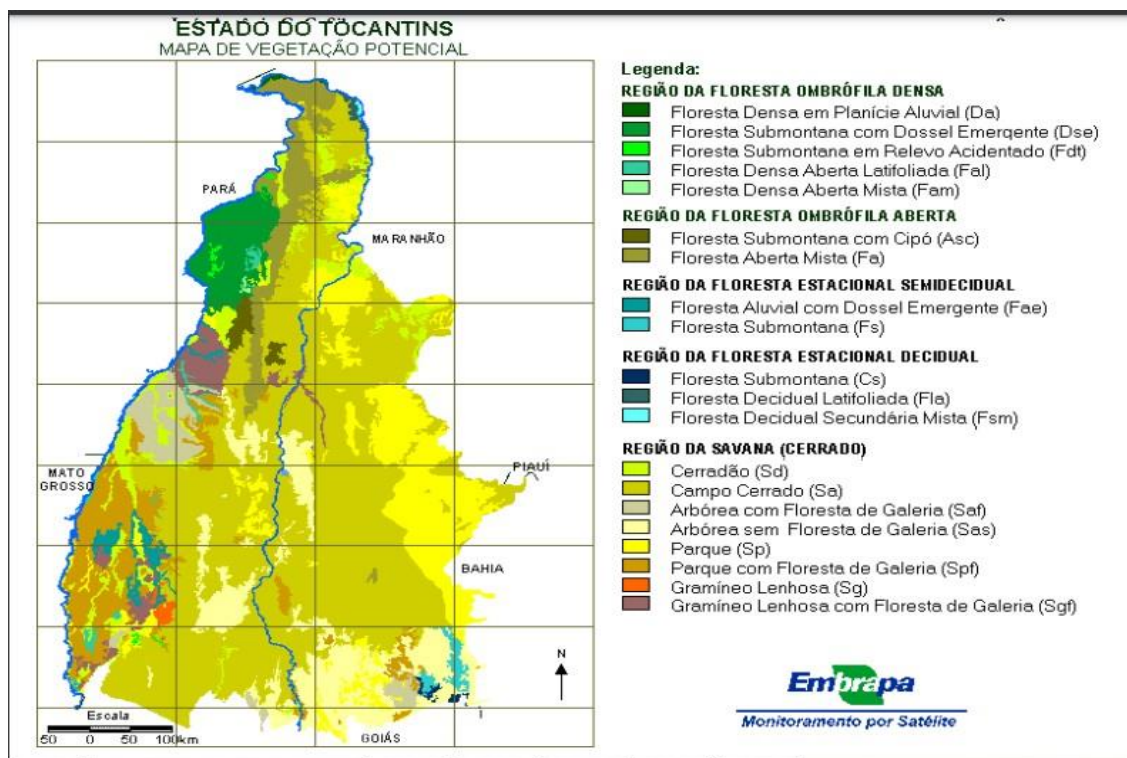 ESTADO DO TOCANTINS
MAPA DE VEGETAÇÃO POTENCIAL
PARÁ
MARANHÃO
MATO
GROSSO
PIAUÍ
BAHIA
GOIÁS
N
Escala
50 0 50 100km
Legenda:
REGIÃO DA FLORESTA OMBRÓFILA DENSA
Floresta Densa em Planície Aluvial (Da)
Floresta Submontana com Dossel Emergente (Dse)
Floresta Submontana em Relevo Acidentado (Fdt)
Floresta Densa Aberta Latifoliada (Fal)
Floresta Densa Aberta Mista (Fam)
REGIÃO DA FLORESTA OMBRÓFILA ABERTA
Floresta Submontana com Cipó (Asc)
Floresta Aberta Mista (Fa)
REGIÃO DA FLORESTA ESTACIONAL SEMIDECIDUAL
Floresta Aluvial com Dossel Emergente (Fae)
Floresta Submontana (Fs)
REGIÃO DA FLORESTA ESTACIONAL DECIDUAL
Floresta Submontana (Cs)
Floresta Decidual Latifoliada (Fla)
Floresta Decidual Secundária Mista (Fsm)
REGIÃO DA SAVANA (CERRADO)
Cerradão (Sd)
Campo Cerrado (Sa)
Arbórea com Floresta de Galeria (Saf)
Arbórea sem Floresta de Galeria (Sas)
Parque (Sp)
Parque com Floresta de Galeria (Spf)
Gramíneo Lenhosa (Sg)
Gramíneo Lenhosa com Floresta de Galeria (Sgf)
Embrapa
Monitoramento por Satélite